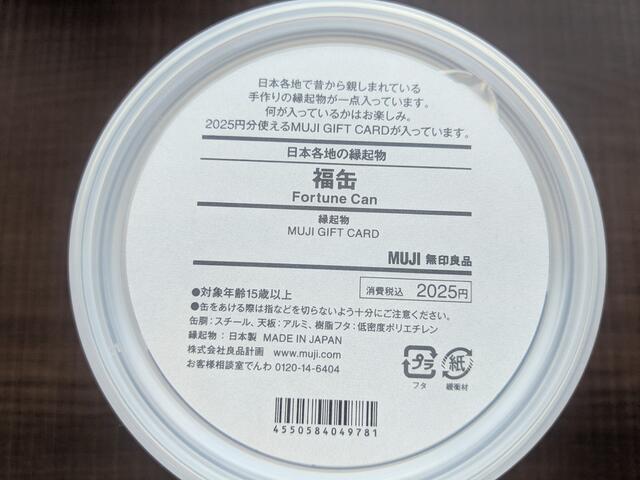 日本各地で昔から親しまれている
手作りの縁起物が一点入っています。
何が入っているかはお楽しみ。
2025円分使えるMUJI GIFT CARDが入っています。
日本各地の縁起物
福缶
Fortune Can
縁起物
MUJI GIFT CARD
MUJI 無印良品
消費税込 2025円
●対象年齢15歳以上
●缶をあける際は指などを切らないよう十分にご注意ください。
缶胴:スチール、天板:アルミ、樹脂フタ:低密度ポリエチレン
縁起物:日本製 MADE IN JAPAN
株式会社良品計画 www.muji.com
お客様相談室でんわ 0120-14-6404
プラ 紙
フタ 緩衝材
4550584049781